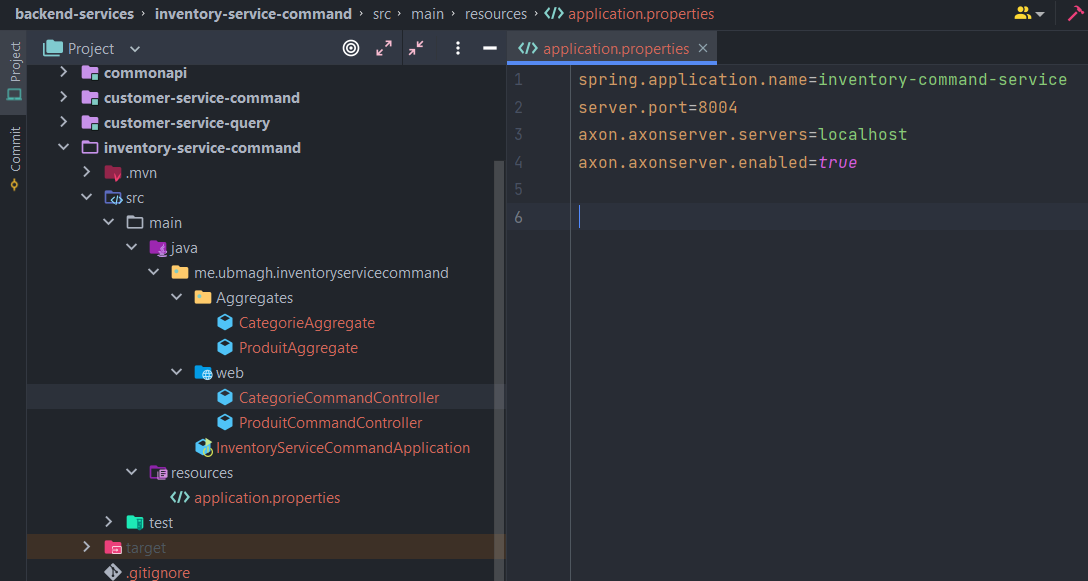 backend-services › inventory-service-command › src › main › resources › application.properties
Project
Commit
Project
commonapi
customer-service-command
customer-service-query
inventory-service-command
.mvn
src
main
java
me.ubmagh.inventoryservicecommand
Aggregates
CategorieAggregate
ProduitAggregate
web
CategorieCommandController
ProduitCommandController
InventoryServiceCommandApplication
resources
application.properties
test
target
.gitignore
application.properties
1 spring.application.name=inventory-command-service
2 server.port=8004
3 axon.axonserver.servers=localhost
4 axon.axonserver.enabled=true
5
6